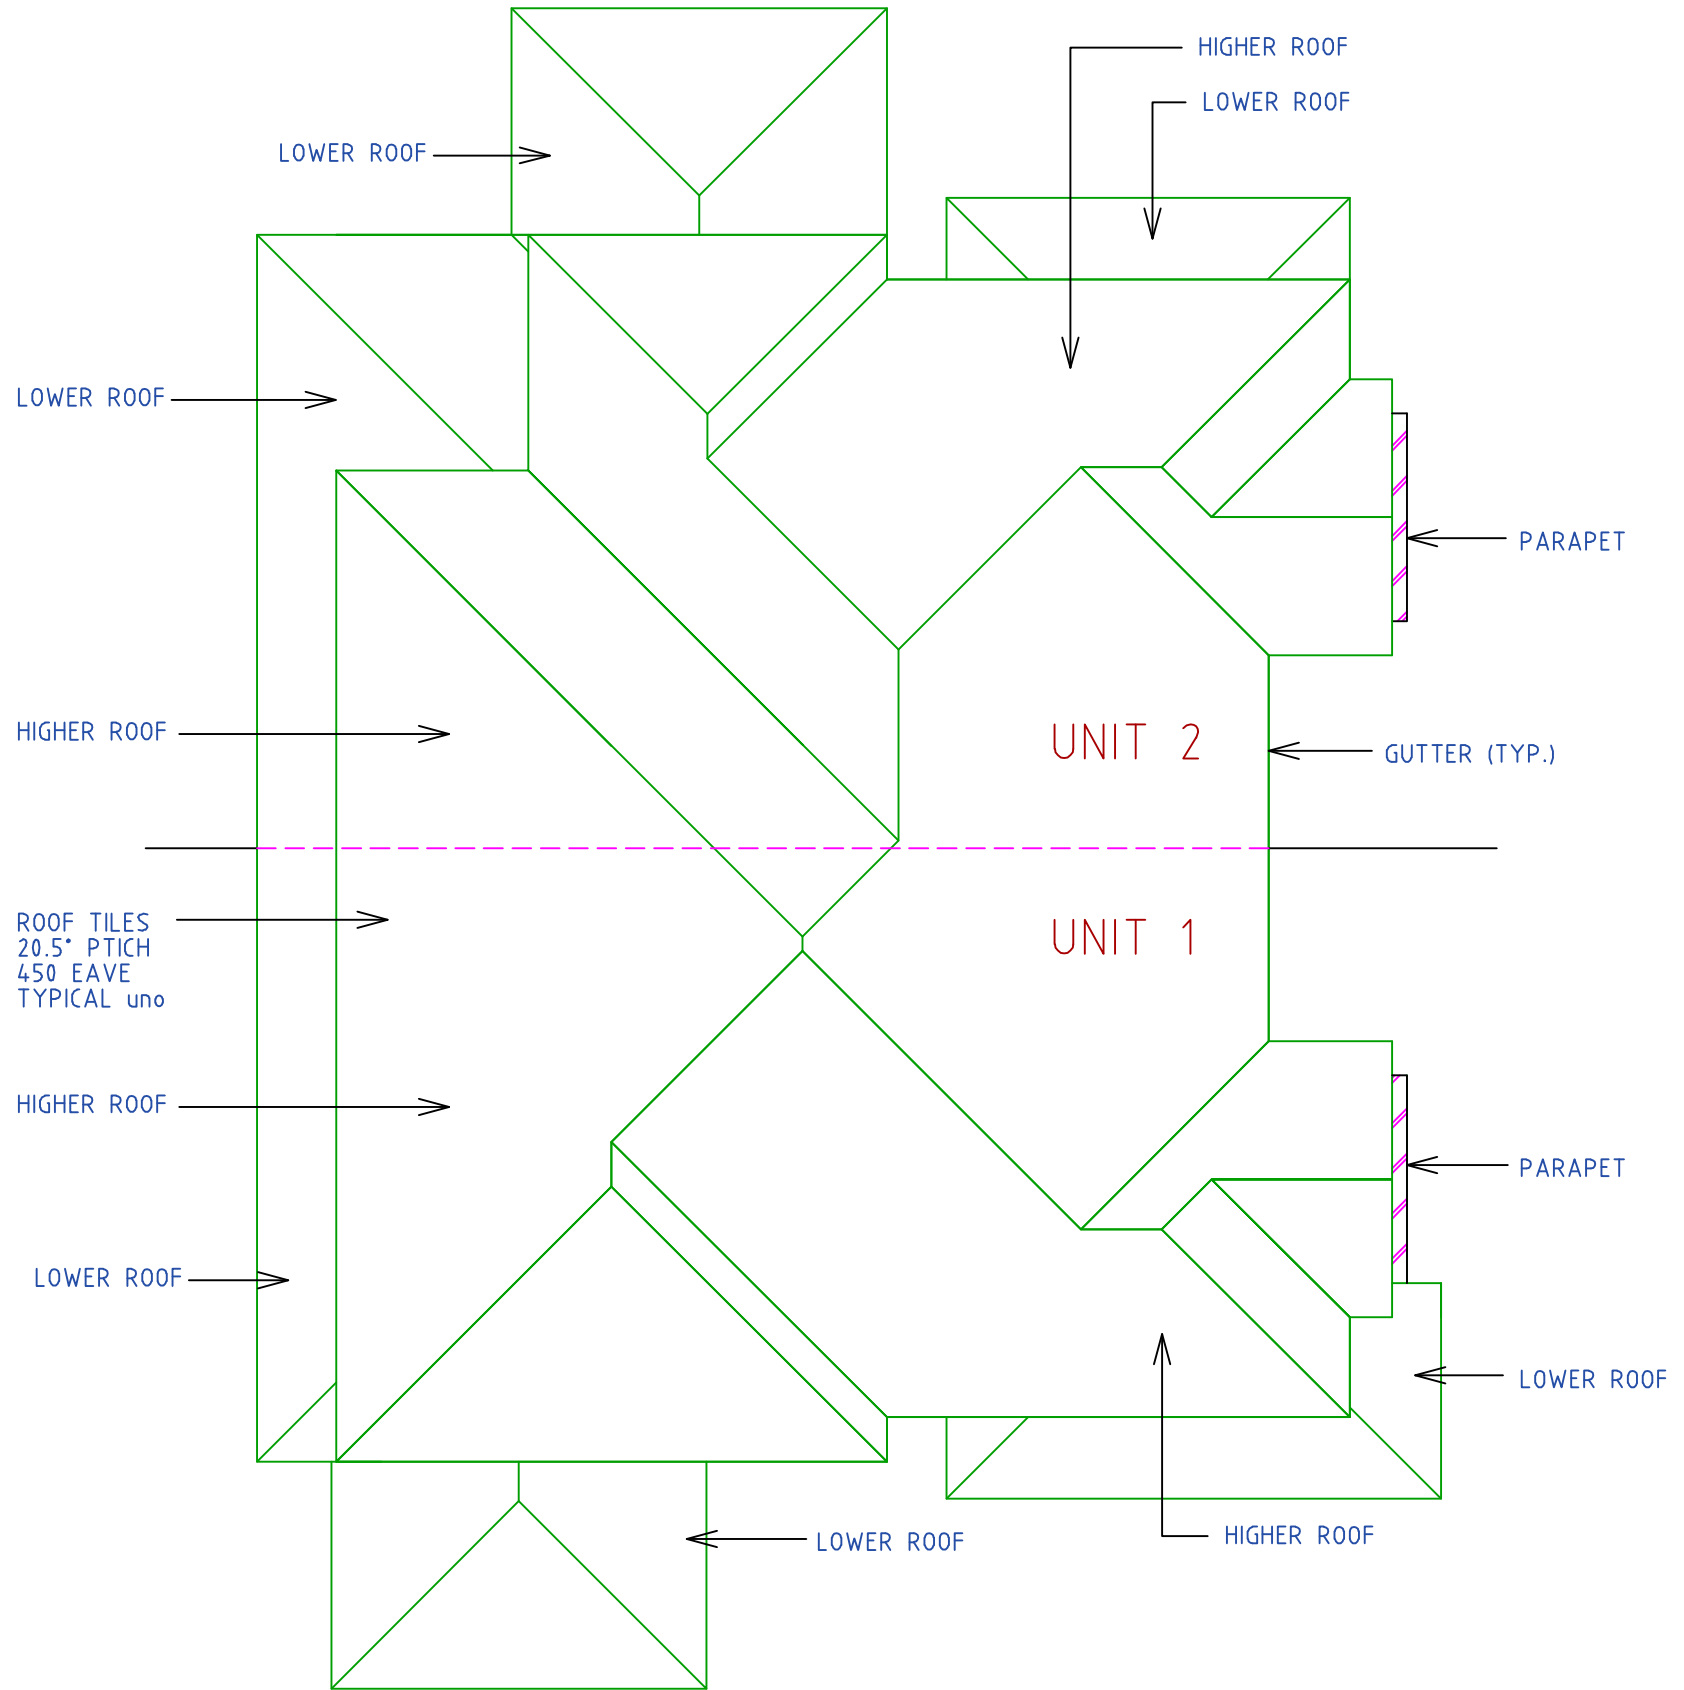 HIGHER ROOF
LOWER ROOF
LOWER ROOF
LOWER ROOF
PARAPET
HIGHER ROOF
UNIT 2
GUTTER (TYP.)
ROOF TILES
20.5° PTICH
450 EAVE
TYPICAL uno
UNIT 1
HIGHER ROOF
PARAPET
LOWER ROOF
LOWER ROOF
LOWER ROOF
HIGHER ROOF